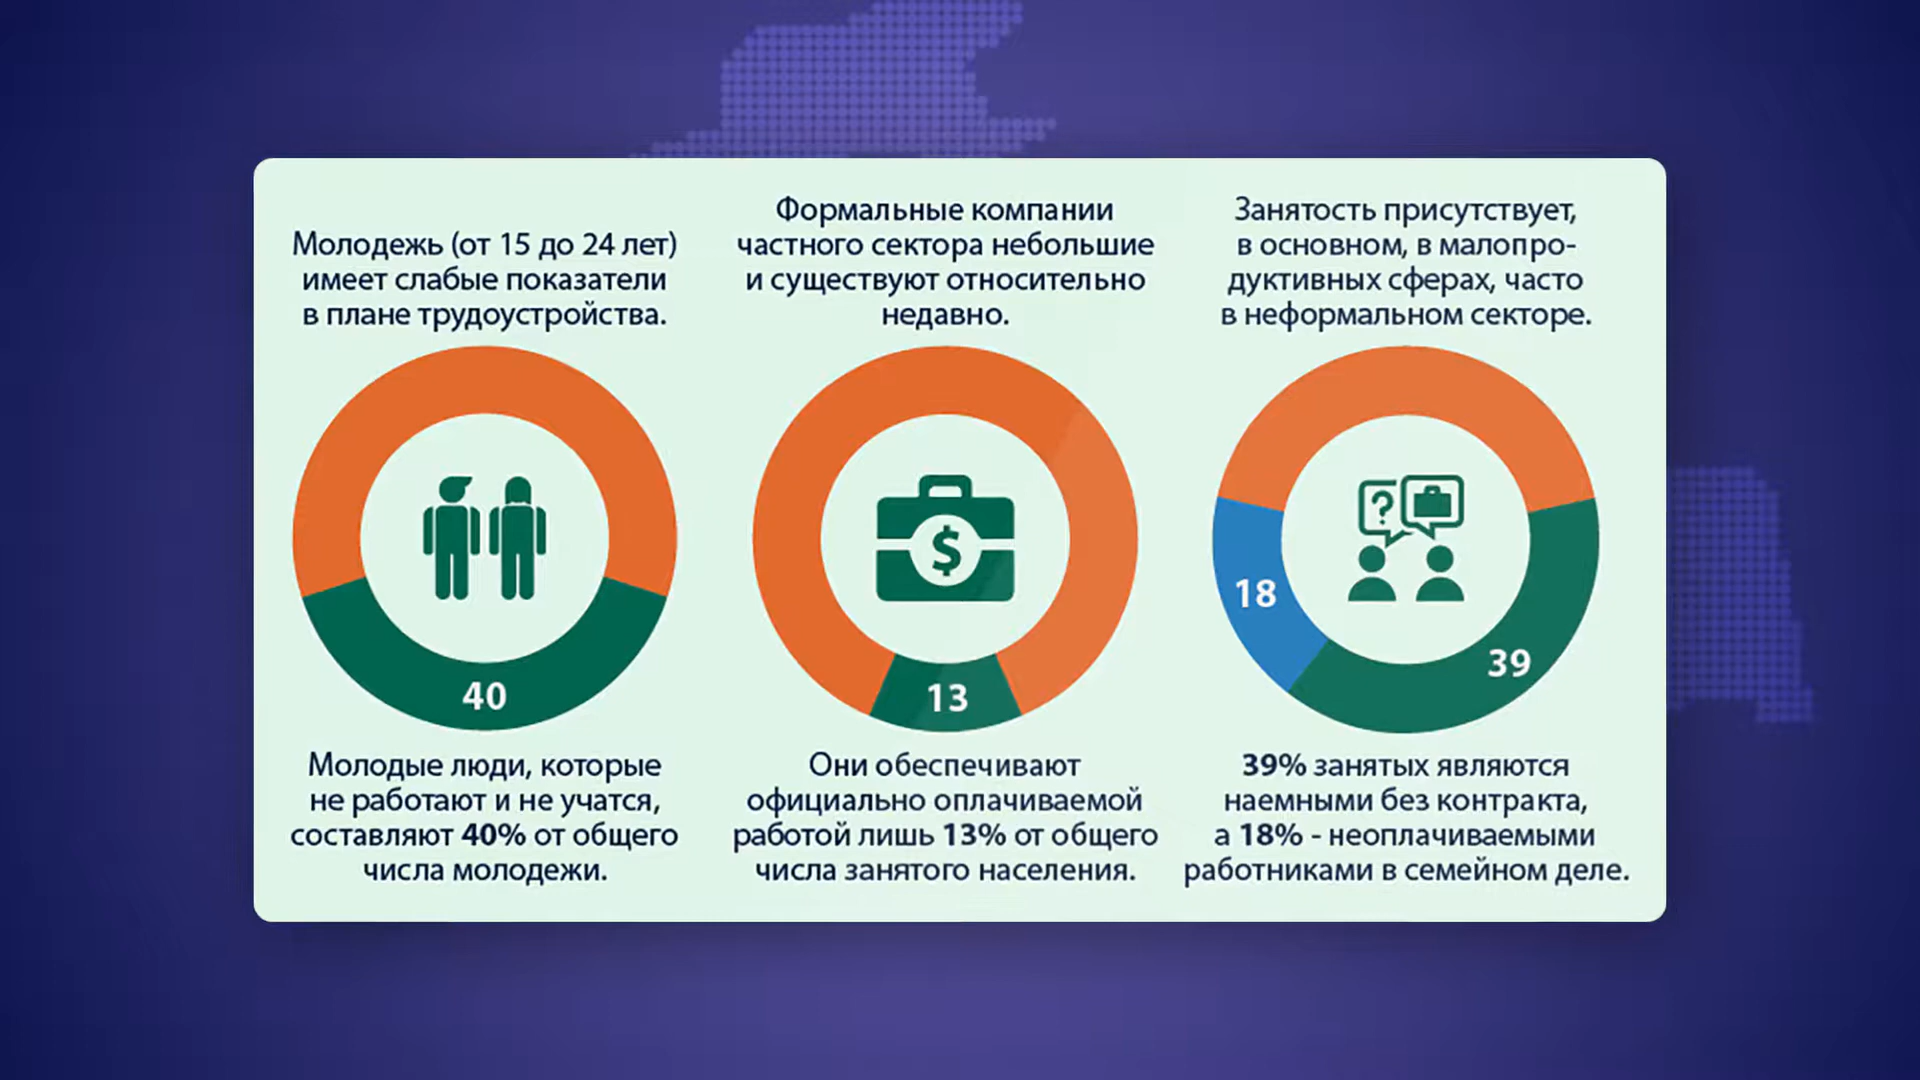 Молодежь (от 15 до 24 лет)
имеет слабые показатели
в плане трудоустройства.
40
Молодые люди, которые
не работают и не учатся,
составляют 40% от общего
числа молодежи.
Формальные компании
частного сектора небольшие
и существуют относительно
недавно.
$
13
Они обеспечивают
официально оплачиваемой
работой лишь 13% от общего
числа занятого населения.
Занятость присутствует,
в основном, в малопро-
дуктивных сферах, часто
в неформальном секторе.
?
18
39
39% занятых являются
наемными без контракта,
а 18% - неоплачиваемыми
работниками в семейном деле.